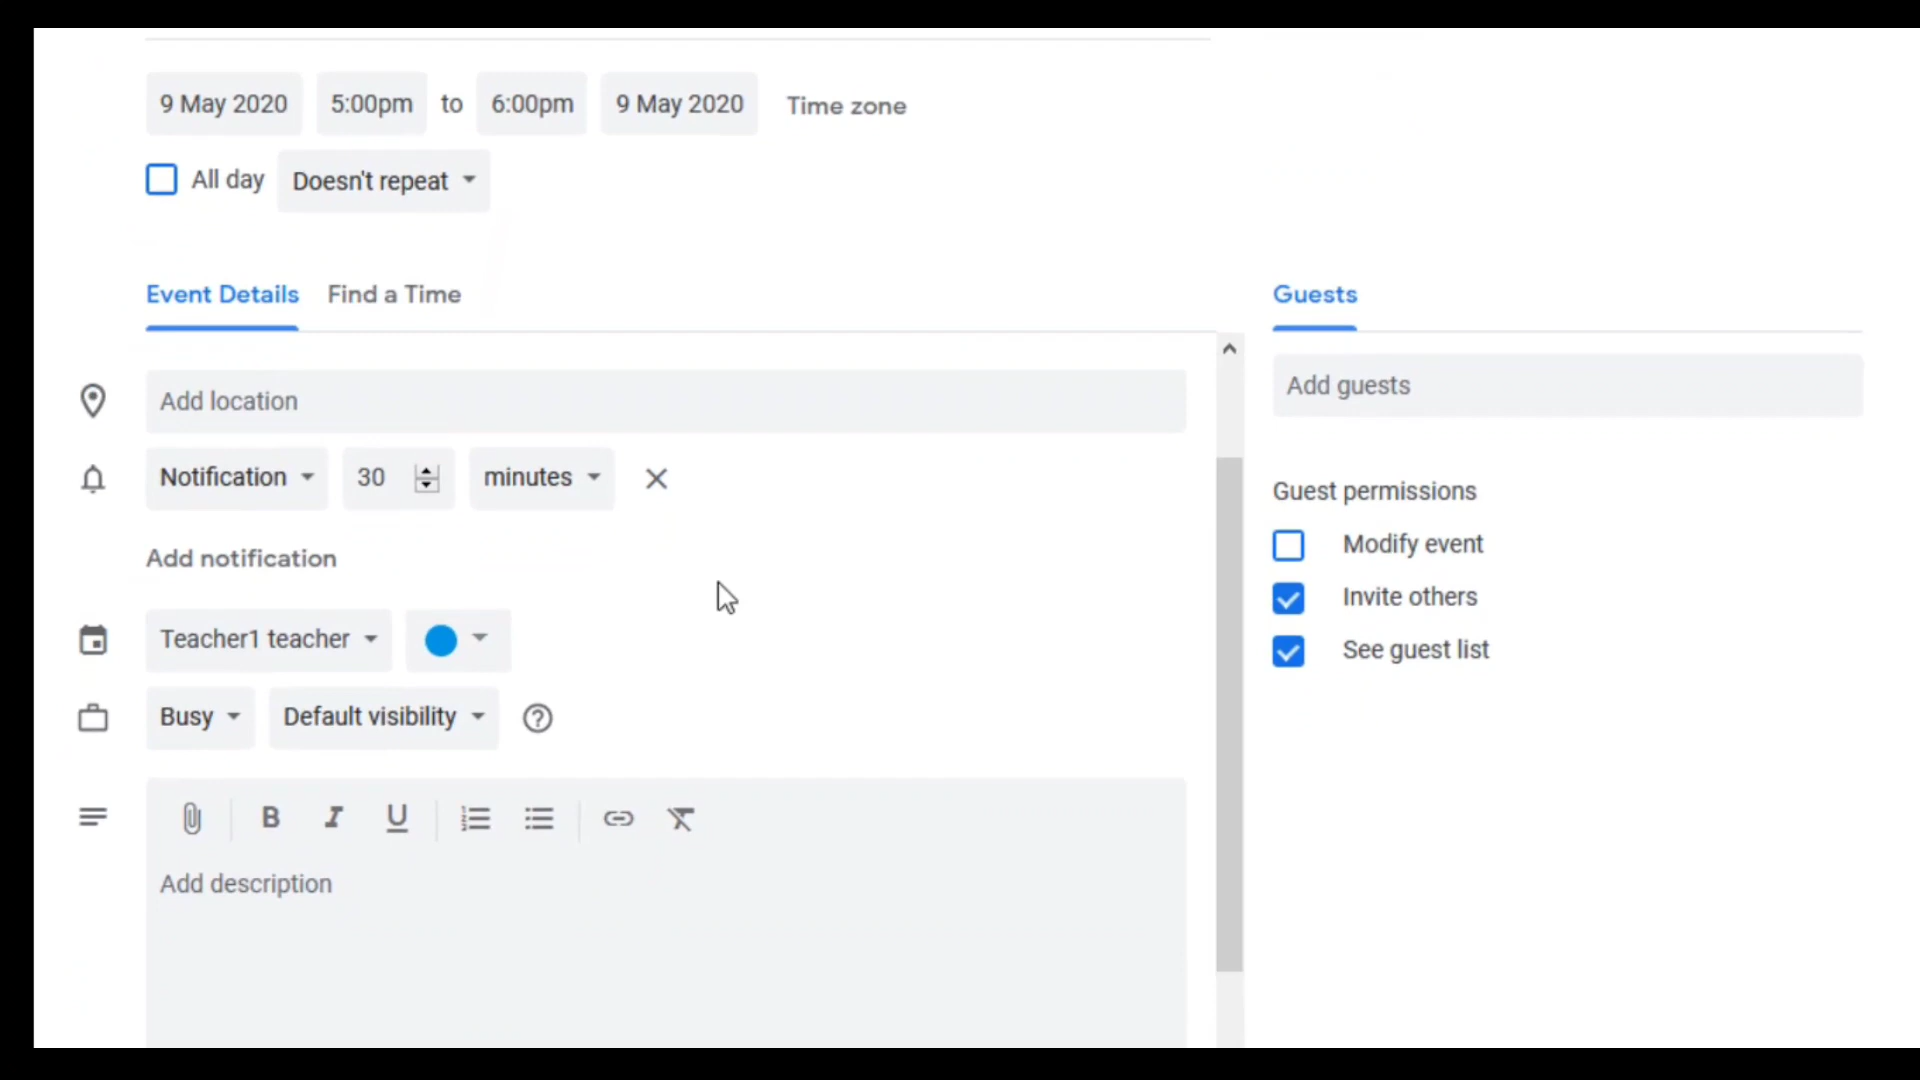 9 May 2020 5:00pm to 6:00pm 9 May 2020 Time zone
All day Doesn't repeat
Event Details Find a Time
Add location
Notification 30 minutes
Add notification
Teacher1 teacher
Busy Default visibility
B I U
Add description
Guests
Add guests
Guest permissions
Modify event
Invite others
See guest list